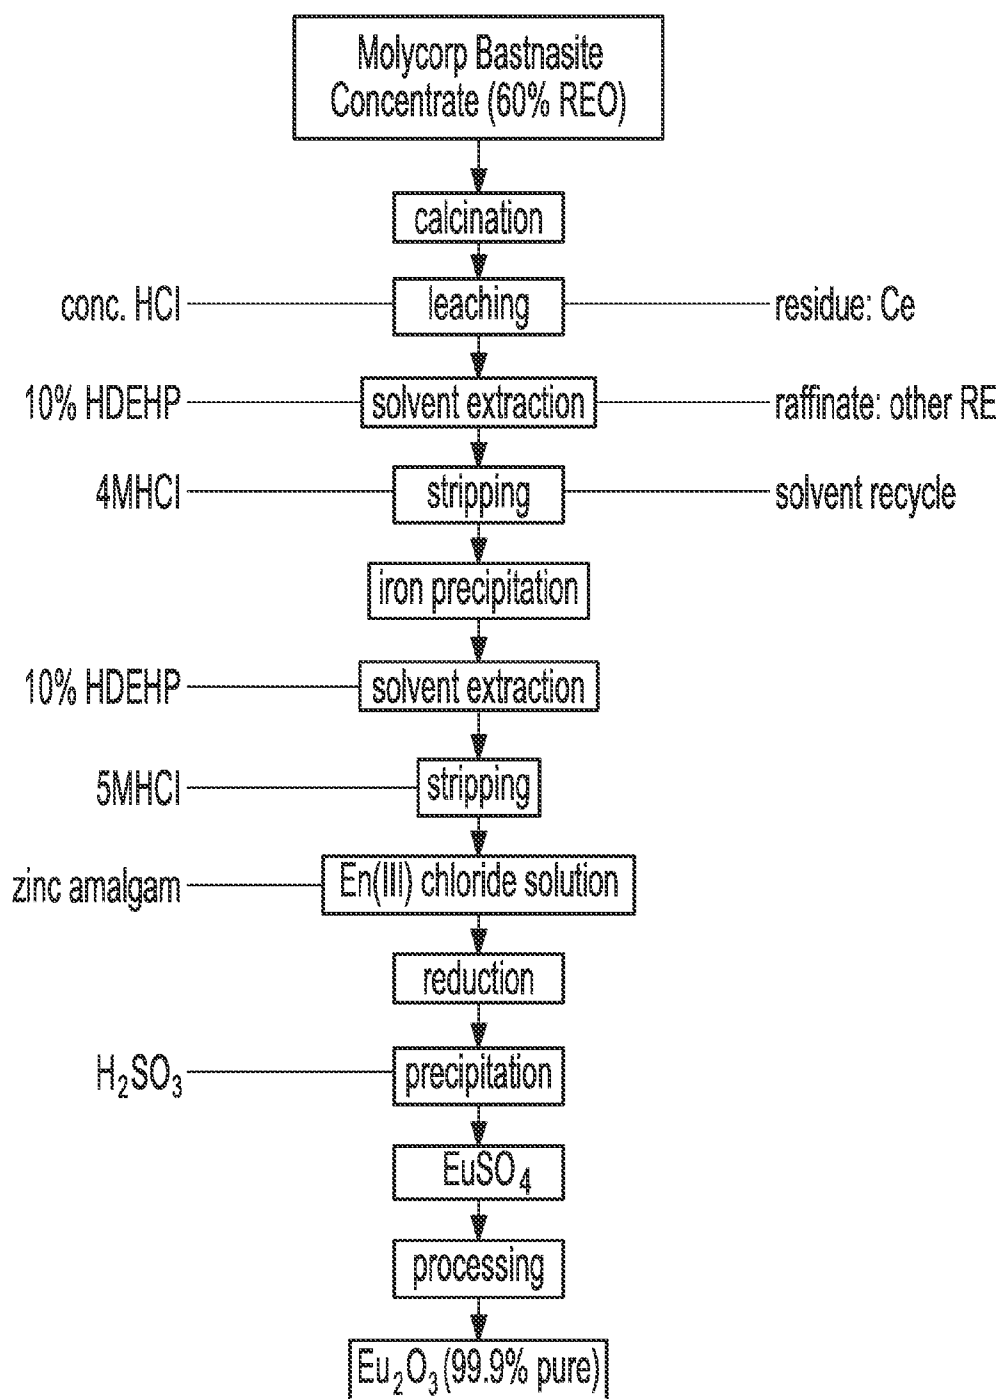 Molycorp Bastnasite
Concentrate (60% REO)
calcination
conc. HCl
leaching
residue: Ce
10% HDEHP
solvent extraction
raffinate: other RE
4MHCl
stripping
solvent recycle
iron precipitation
10% HDEHP
solvent extraction
5MHCl
stripping
zinc amalgam
En(III) chloride solution
reduction
H₂SO₃
precipitation
EuSO₄
processing
Eu₂O₃ (99.9% pure)